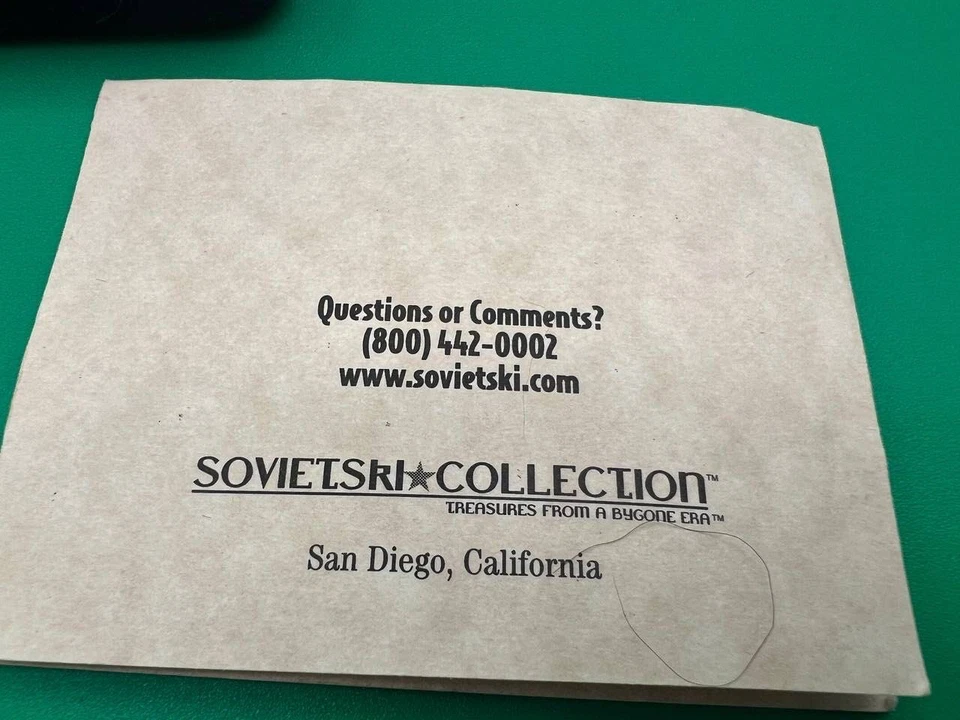 Questions or Comments?
(800) 442-0002
www.sovietski.com
SOVIETSKI★COLLECTION™
TREASURES FROM A BYGONE ERA™
San Diego, California